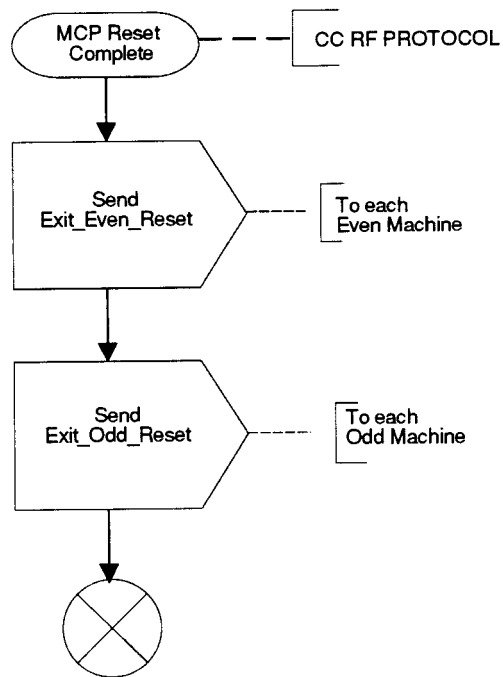 MCP Reset
Complete
CC RF PROTOCOL
Send
Exit_Even_Reset
To each
Even Machine
Send
Exit_Odd_Reset
To each
Odd Machine